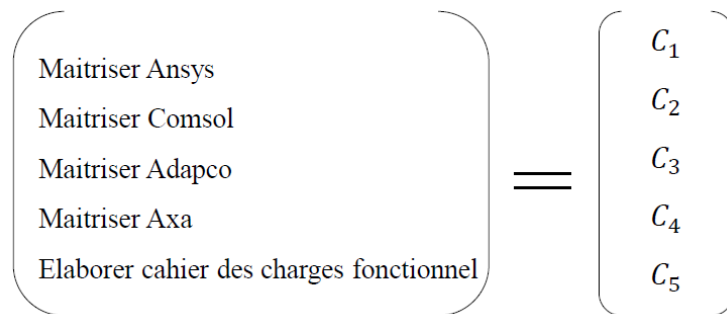 Maitriser Ansys
Maitriser Comsol
Maitriser Adapco
Maitriser Axa
Elaborer cahier des charges fonctionnel
=
C₁
C₂
C₃
C₄
C₅